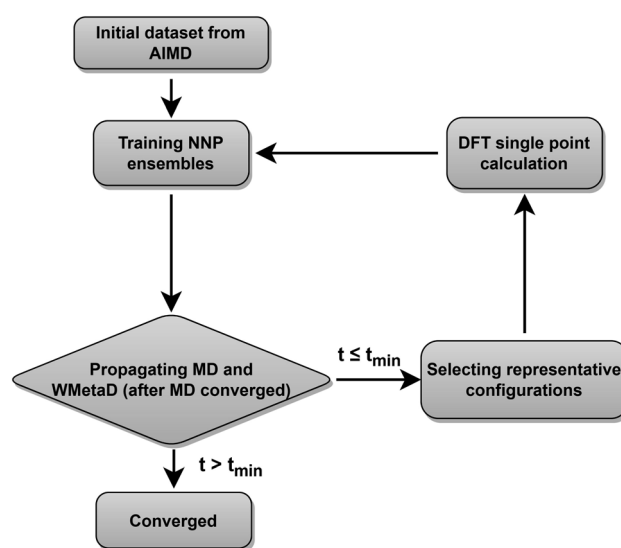 Initial dataset from
AIMD
Training NNP
ensembles
DFT single point
calculation
Propagating MD and
WMetaD (after MD converged)
t ≤ tmin
Selecting representative
configurations
t > tmin
Converged